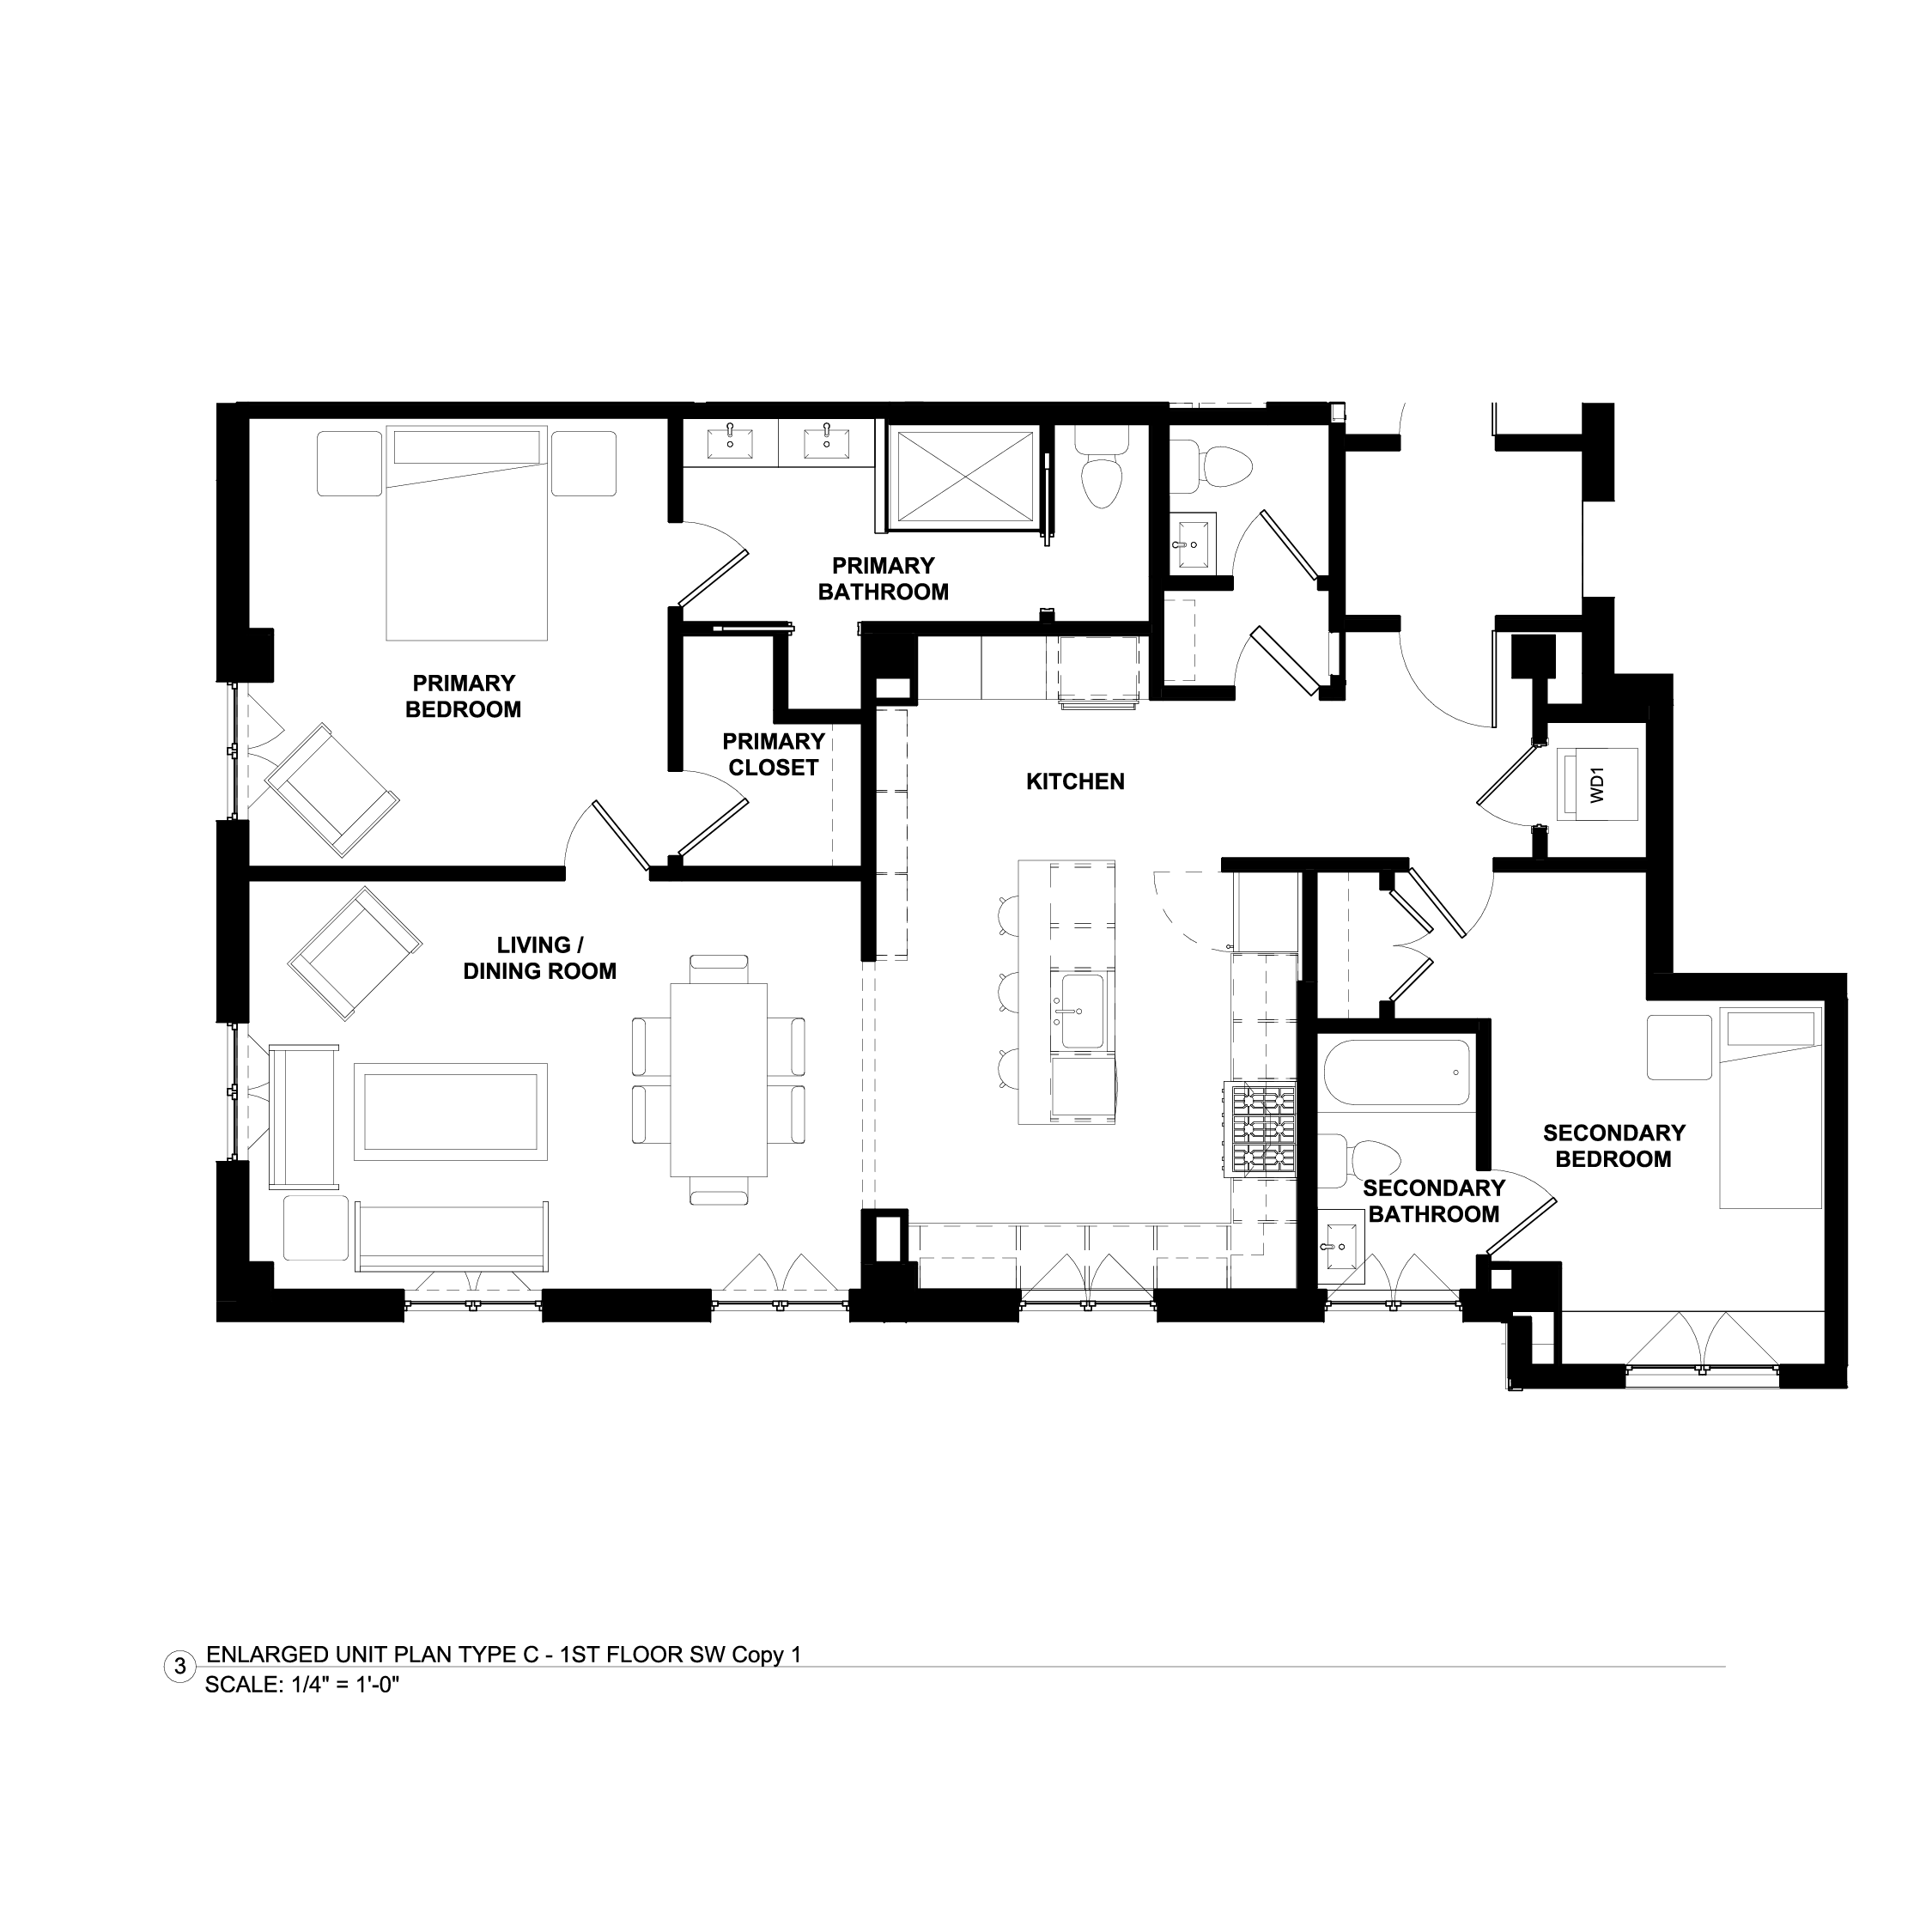 PRIMARY
BATHROOM
PRIMARY
BEDROOM
PRIMARY
CLOSET
KITCHEN
WD1
LIVING /
DINING ROOM
SECONDARY
BEDROOM
SECONDARY
BATHROOM
3
ENLARGED UNIT PLAN TYPE C - 1ST FLOOR SW Copy 1
SCALE: 1/4" = 1'-0"